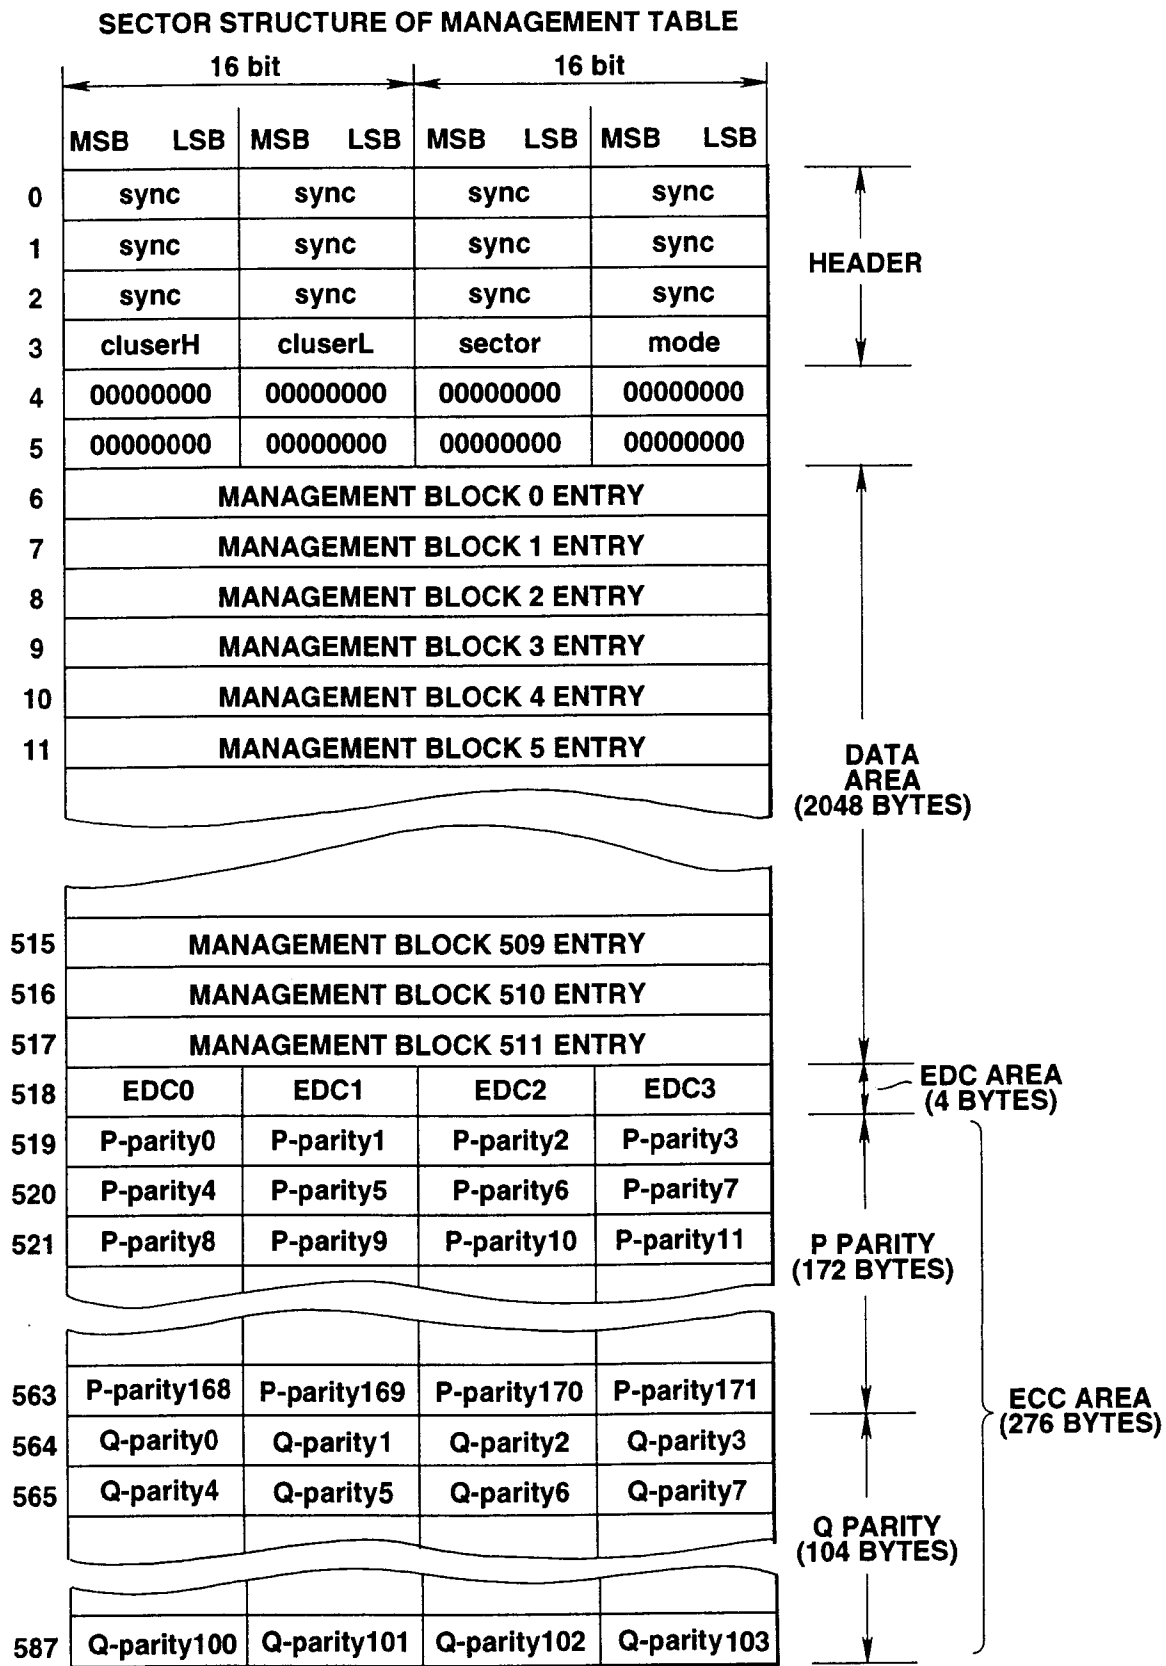 SECTOR STRUCTURE OF MANAGEMENT TABLE
16 bit 16 bit
MSB LSB MSB LSB MSB LSB MSB LSB
0 sync sync sync sync
1 sync sync sync sync
HEADER
2 sync sync sync sync
3 cluserH cluserL sector mode
4 00000000 00000000 00000000 00000000
5 00000000 00000000 00000000 00000000
6 MANAGEMENT BLOCK 0 ENTRY
7 MANAGEMENT BLOCK 1 ENTRY
8 MANAGEMENT BLOCK 2 ENTRY
9 MANAGEMENT BLOCK 3 ENTRY
10 MANAGEMENT BLOCK 4 ENTRY
11 MANAGEMENT BLOCK 5 ENTRY
DATA
AREA
(2048 BYTES)
515 MANAGEMENT BLOCK 509 ENTRY
516 MANAGEMENT BLOCK 510 ENTRY
517 MANAGEMENT BLOCK 511 ENTRY
518 EDC0 EDC1 EDC2 EDC3
EDC AREA
(4 BYTES)
519 P-parity0 P-parity1 P-parity2 P-parity3
520 P-parity4 P-parity5 P-parity6 P-parity7
521 P-parity8 P-parity9 P-parity10 P-parity11
P PARITY
(172 BYTES)
563 P-parity168 P-parity169 P-parity170 P-parity171
ECC AREA
(276 BYTES)
564 Q-parity0 Q-parity1 Q-parity2 Q-parity3
565 Q-parity4 Q-parity5 Q-parity6 Q-parity7
Q PARITY
(104 BYTES)
587 Q-parity100 Q-parity101 Q-parity102 Q-parity103